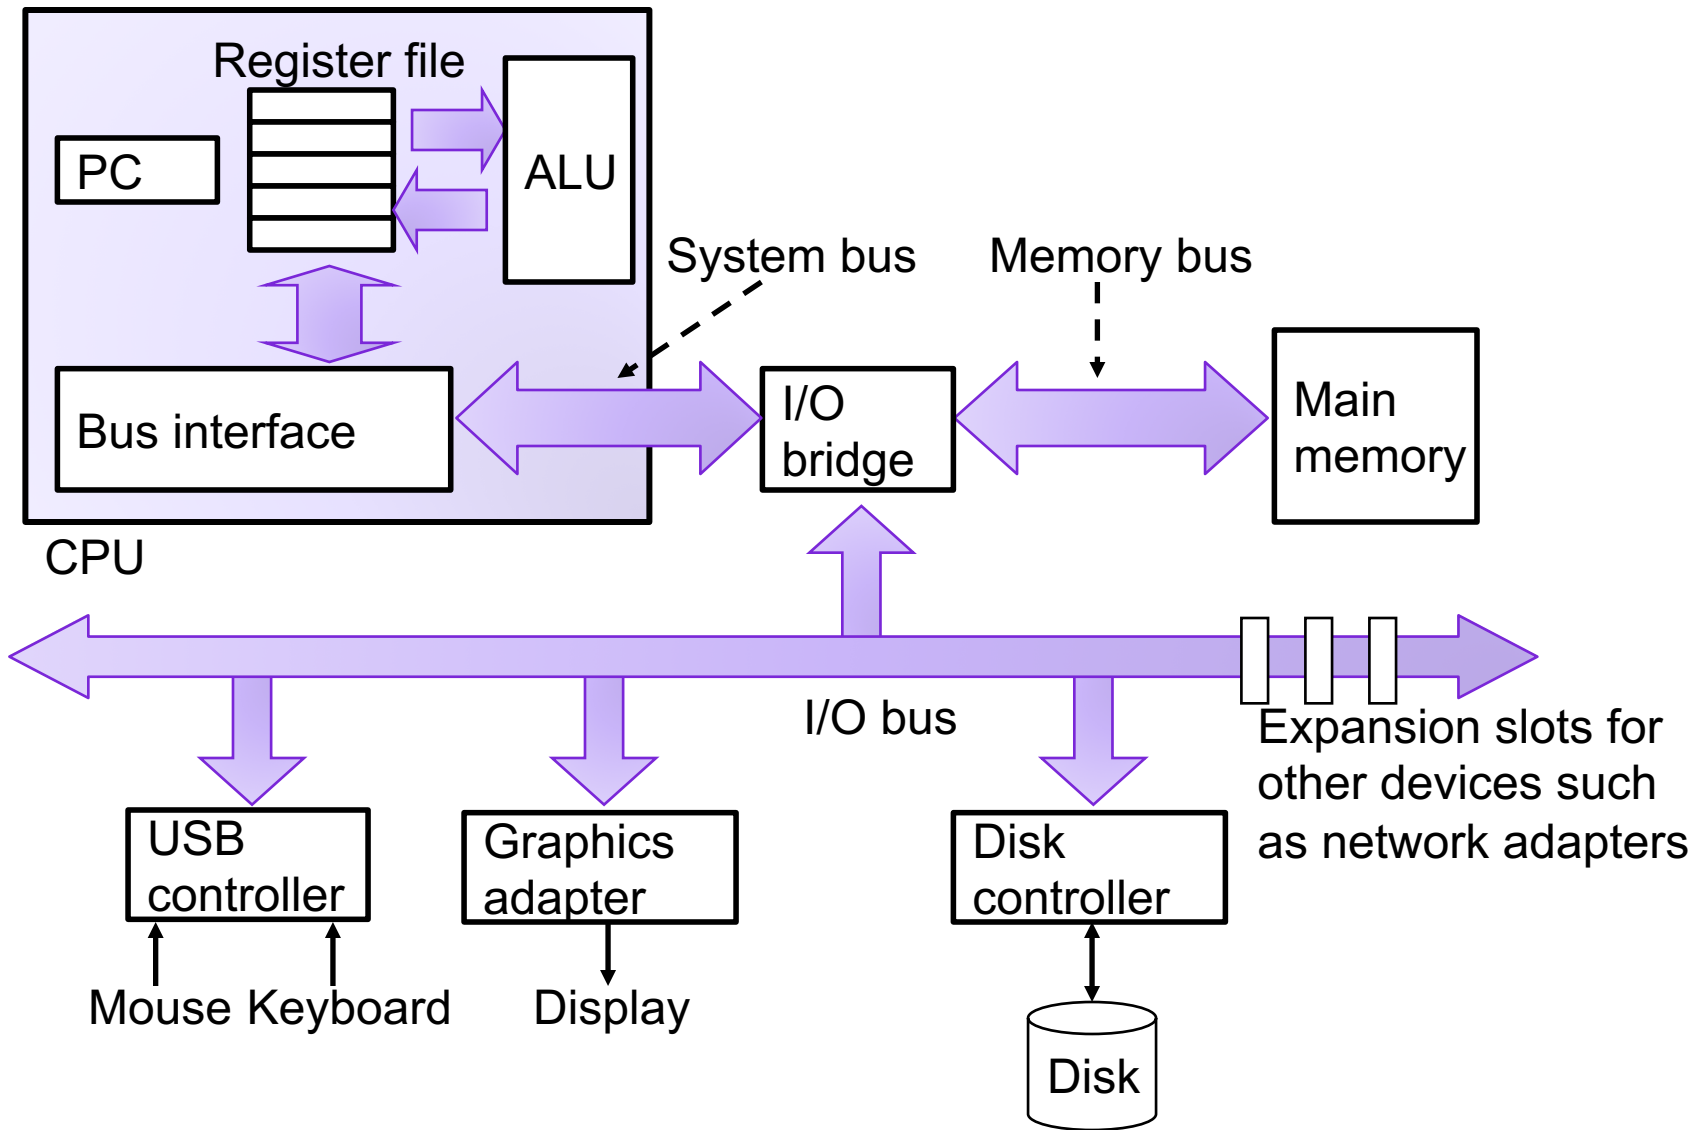 Register file
PC
ALU
System bus
Memory bus
Bus interface
I/O
bridge
Main
memory
CPU
I/O bus
Expansion slots for
other devices such
as network adapters
USB
controller
Graphics
adapter
Disk
controller
Mouse Keyboard
Display
Disk